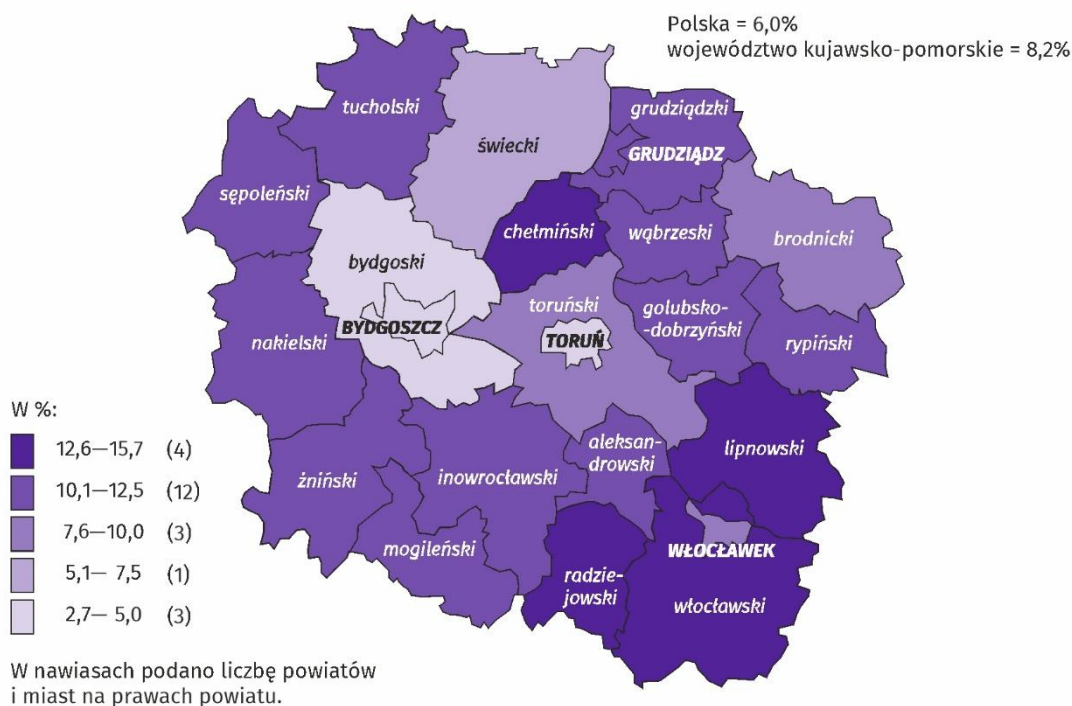 Polska = 6,0%
województwo kujawsko-pomorskie = 8,2%
tucholski
grudziądzki
świecki
GRUDZIĄDZ
sępoleński
chełmiński
wąbrzeski
brodnicki
bydgoski
toruński
golubsko-
-dobrzyński
BYDGOSZCZ
TORUŃ
nakielski
rypiński
W %:
12,6—15,7 (4)
10,1—12,5 (12)
7,6—10,0 (3)
5,1— 7,5 (1)
2,7— 5,0 (3)
aleksan-
drowski
lipnowski
żniński
inowrocławski
mogileński
WŁOCŁAWEK
radzie-
jowski
włocławski
W nawiasach podano liczbę powiatów
i miast na prawach powiatu.